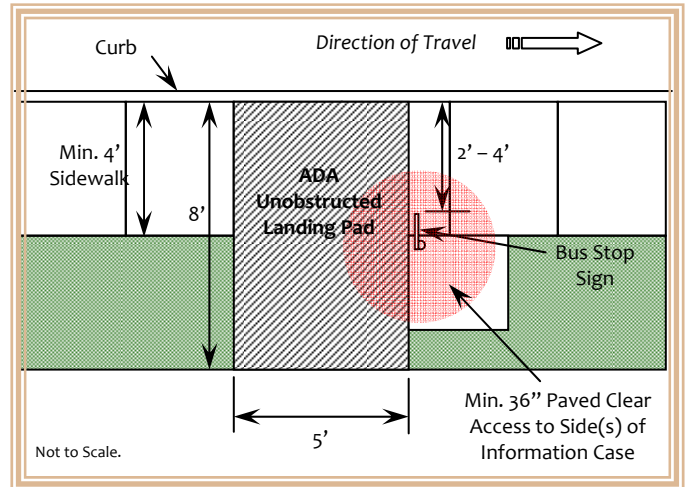 Curb
Direction of Travel
Min. 4'
Sidewalk
8'
ADA
Unobstructed
Landing Pad
2' – 4'
Bus Stop
Sign
5'
Min. 36" Paved Clear
Access to Side(s) of
Information Case
Not to Scale.